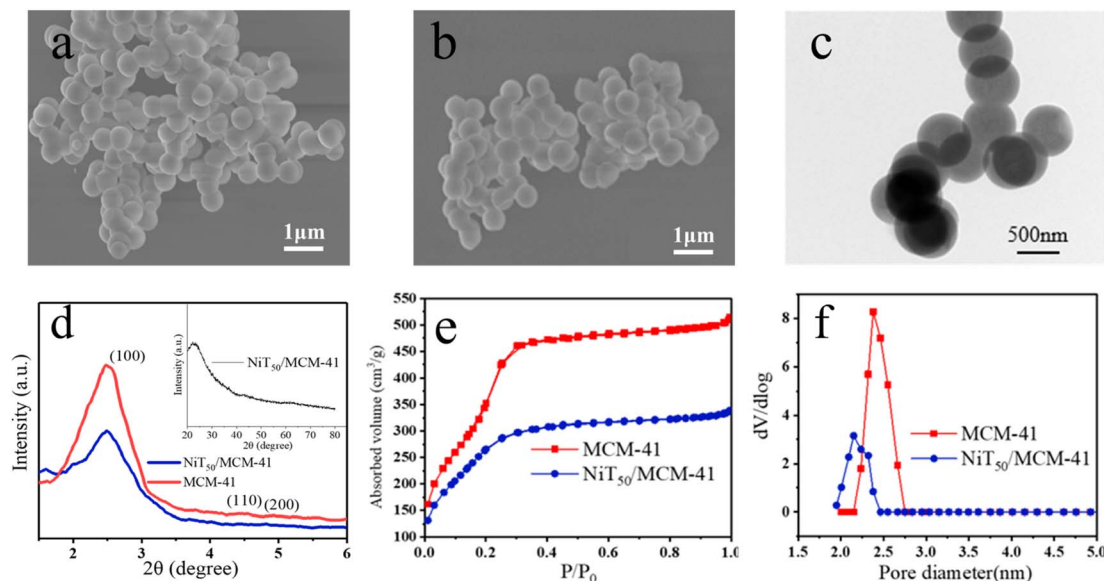 a
1μm
b
1μm
c
500nm
d
Intensity (a.u.)
(100)
(110)
(200)
NiT₅₀/MCM-41
MCM-41
2
3
4
5
6
2θ (degree)
Intensity (a.u.)
NiT₅₀/MCM-41
20
30
40
50
60
70
80
2θ (degree)
e
Absorbed volume (cm³/g)
550
500
450
400
350
300
250
200
150
100
MCM-41
NiT₅₀/MCM-41
0.0
0.2
0.4
0.6
0.8
1.0
P/P₀
f
dV/dlog
8
6
4
2
0
MCM-41
NiT₅₀/MCM-41
1.5
2.0
2.5
3.0
3.5
4.0
4.5
5.0
Pore diameter(nm)